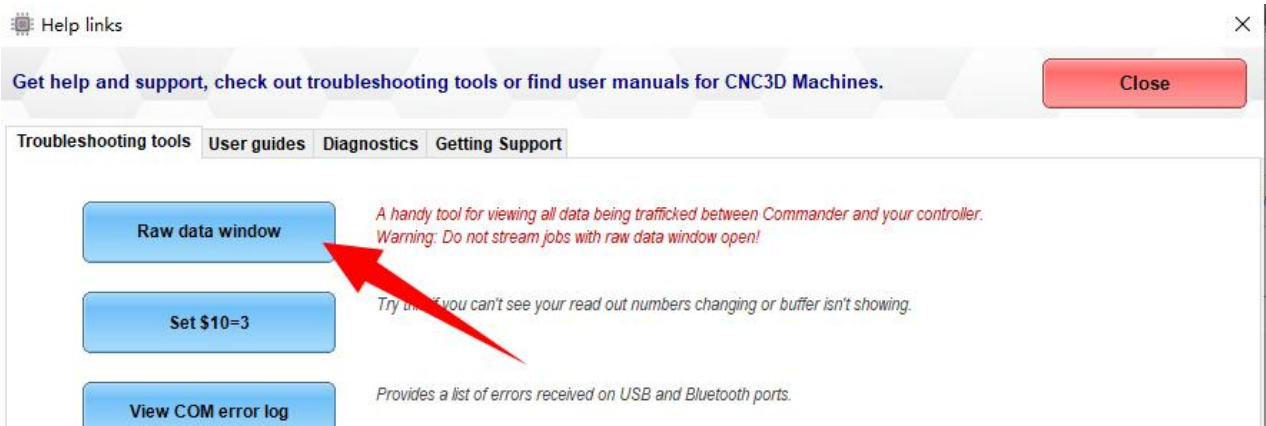 Help links
Get help and support, check out troubleshooting tools or find user manuals for CNC3D Machines.
Close
Troubleshooting tools User guides Diagnostics Getting Support
Raw data window
A handy tool for viewing all data being trafficked between Commander and your controller.
Warning: Do not stream jobs with raw data window open!
Set $10=3
Try if you can't see your read out numbers changing or buffer isn't showing.
View COM error log
Provides a list of errors received on USB and Bluetooth ports.